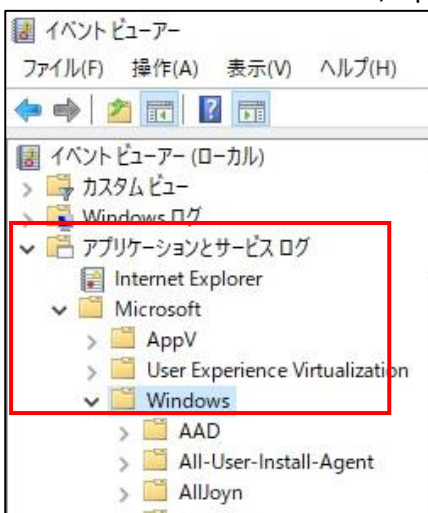 イベント ビューアー
ファイル(F) 操作(A) 表示(V) ヘルプ(H)
イベント ビューアー (ローカル)
カスタム ビュー
Windows ログ
アプリケーションとサービス ログ
Internet Explorer
Microsoft
AppV
User Experience Virtualization
Windows
AAD
All-User-Install-Agent
AllJoyn